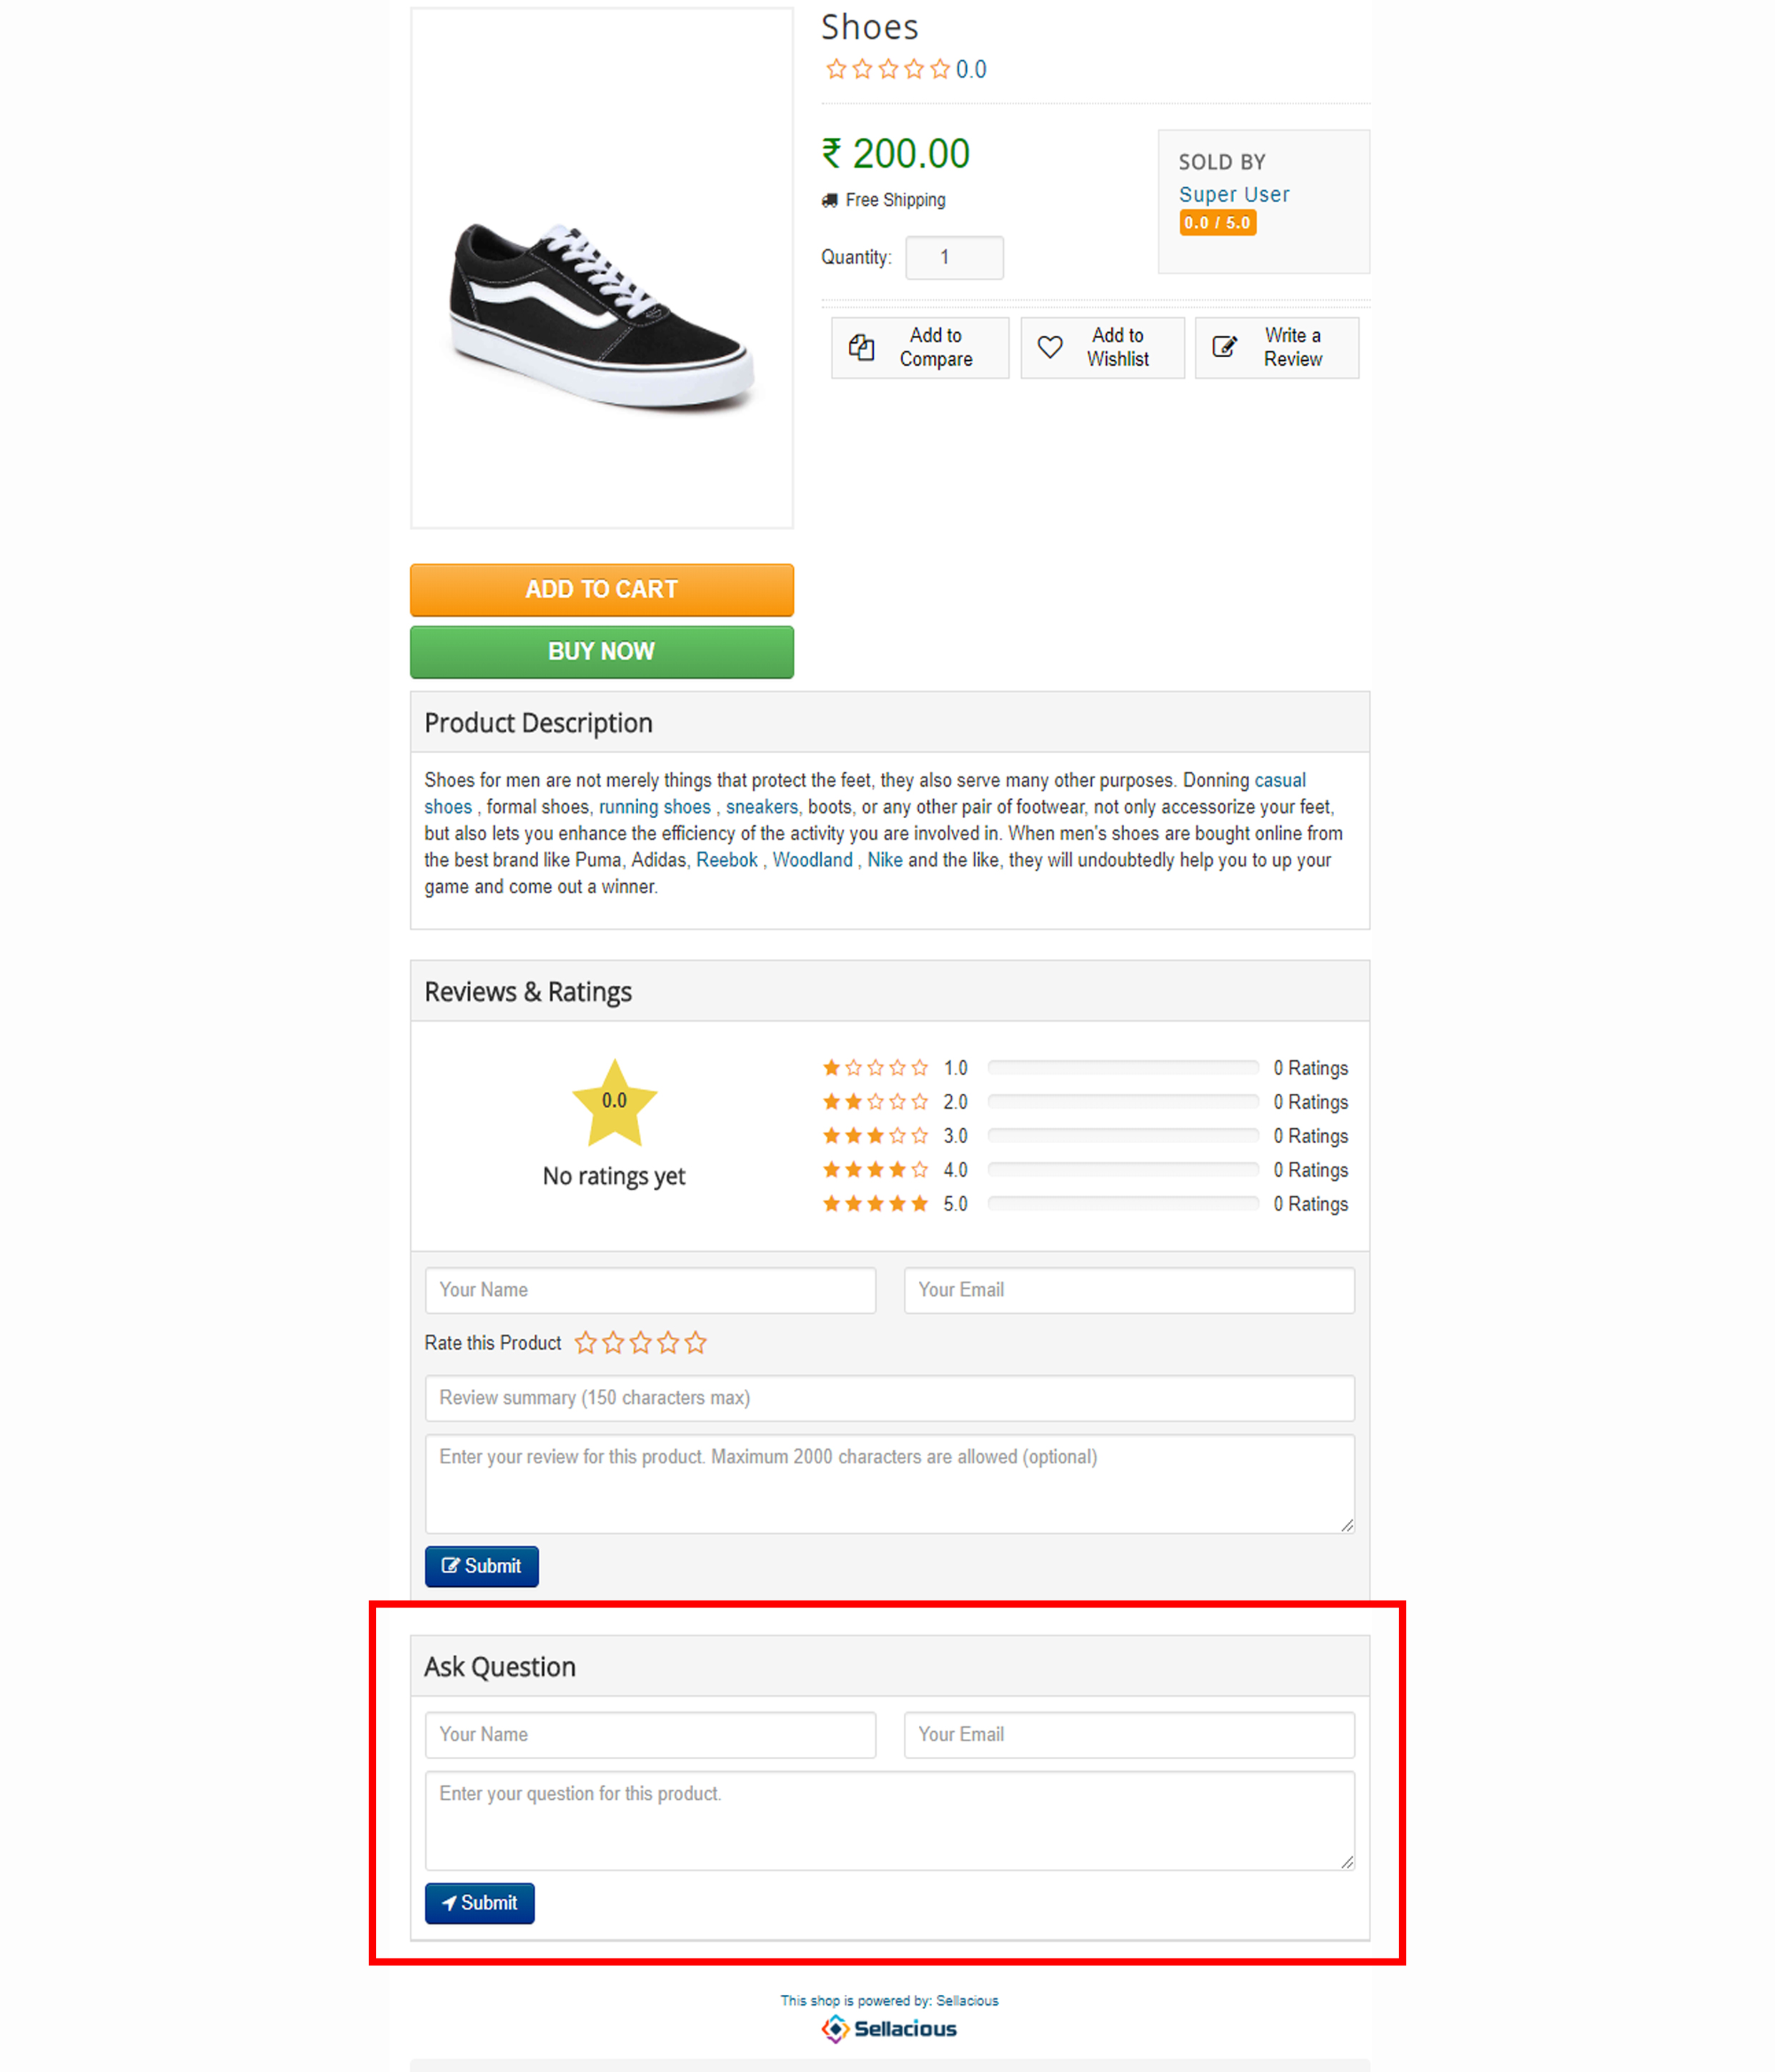 Shoes
0.0
₹ 200.00
Free Shipping
Quantity: 1
SOLD BY
Super User
0.0 / 5.0
Add to
Compare
Add to
Wishlist
Write a
Review
ADD TO CART
BUY NOW
Product Description
Shoes for men are not merely things that protect the feet, they also serve many other purposes. Donning casual
shoes , formal shoes, running shoes , sneakers, boots, or any other pair of footwear, not only accessorize your feet,
but also lets you enhance the efficiency of the activity you are involved in. When men's shoes are bought online from
the best brand like Puma, Adidas, Reebok , Woodland , Nike and the like, they will undoubtedly help you to up your
game and come out a winner.
Reviews & Ratings
0.0
No ratings yet
1.0 0 Ratings
2.0 0 Ratings
3.0 0 Ratings
4.0 0 Ratings
5.0 0 Ratings
Your Name Your Email
Rate this Product
Review summary (150 characters max)
Enter your review for this product. Maximum 2000 characters are allowed (optional)
Submit
Ask Question
Your Name Your Email
Enter your question for this product.
Submit
This shop is powered by: Sellacious
Sellacious